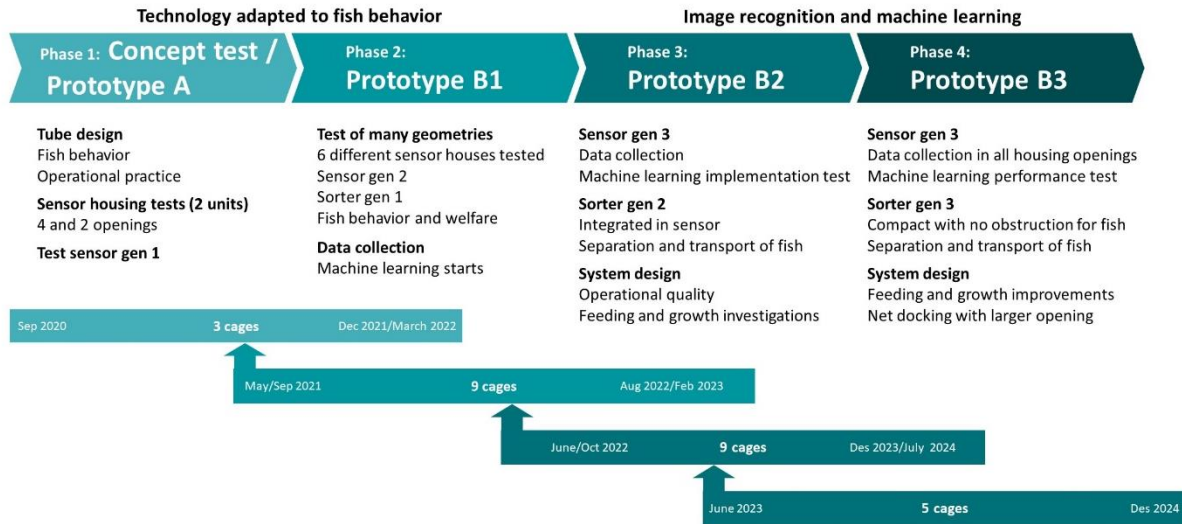 Technology adapted to fish behavior
Image recognition and machine learning
Phase 1: Concept test /
Prototype A
Phase 2:
Prototype B1
Phase 3:
Prototype B2
Phase 4:
Prototype B3
Tube design
Fish behavior
Operational practice
Sensor housing tests (2 units)
4 and 2 openings
Test sensor gen 1
Test of many geometries
6 different sensor houses tested
Sensor gen 2
Sorter gen 1
Fish behavior and welfare
Data collection
Machine learning starts
Sensor gen 3
Data collection
Machine learning implementation test
Sorter gen 2
Integrated in sensor
Separation and transport of fish
System design
Operational quality
Feeding and growth investigations
Sensor gen 3
Data collection in all housing openings
Machine learning performance test
Sorter gen 3
Compact with no obstruction for fish
Separation and transport of fish
System design
Feeding and growth improvements
Net docking with larger opening
Sep 2020 3 cages Dec 2021/March 2022
May/Sep 2021 9 cages Aug 2022/Feb 2023
June/Oct 2022 9 cages Des 2023/July 2024
June 2023 5 cages Des 2024